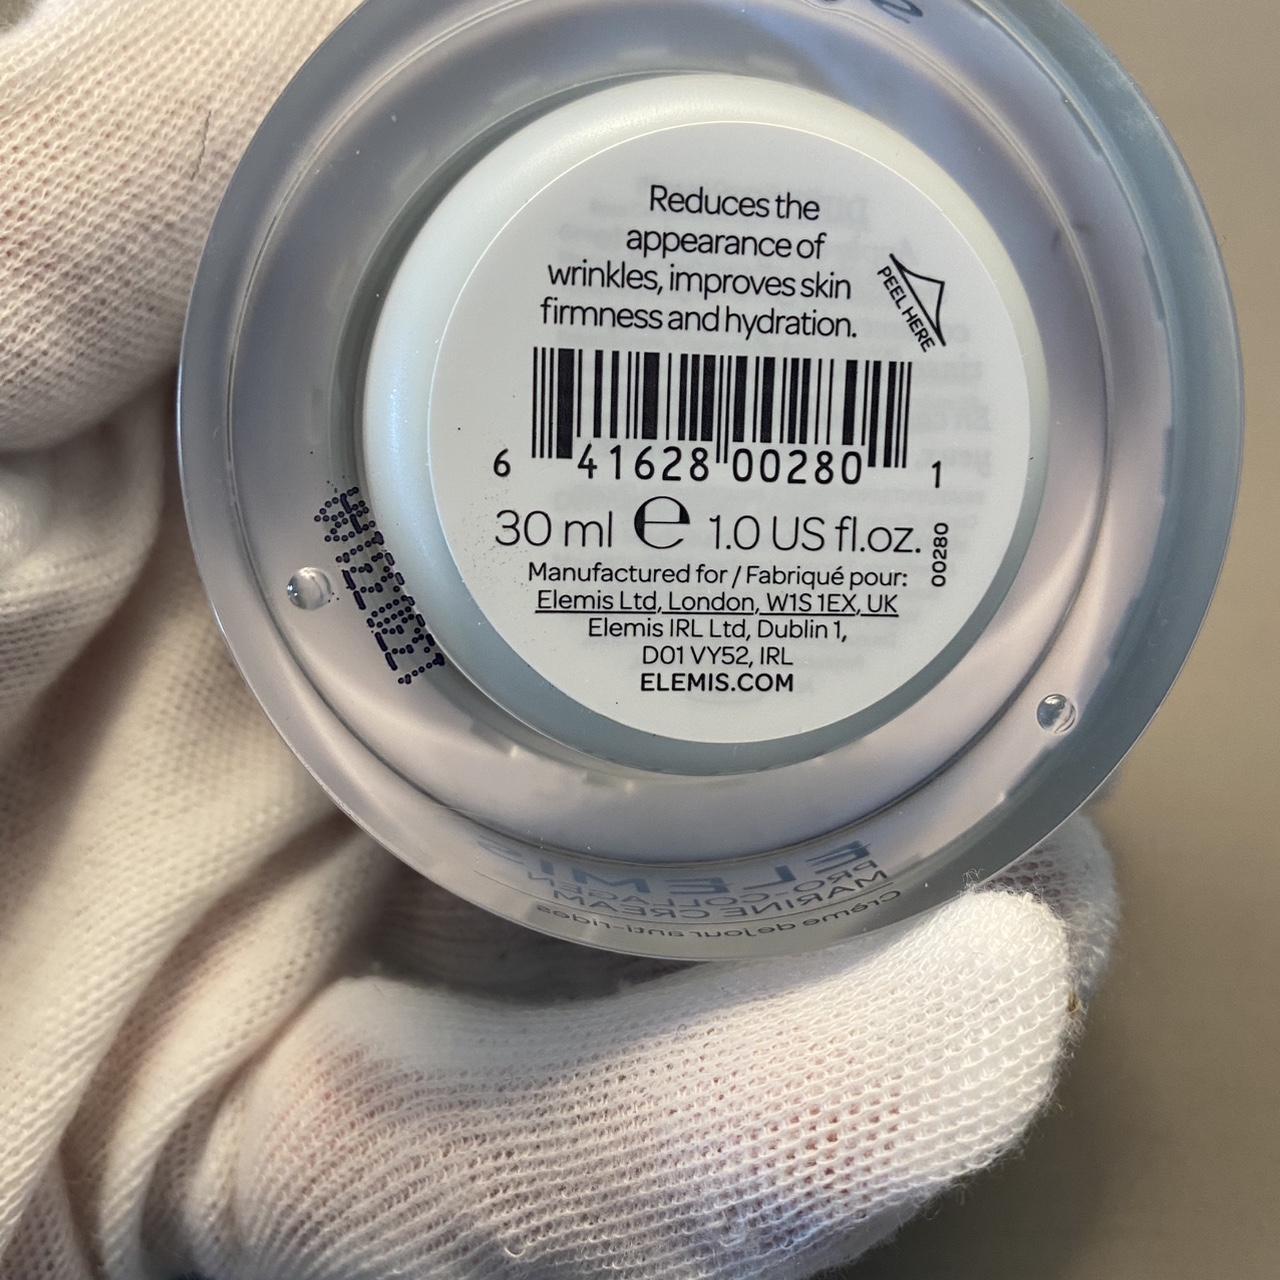 Reduces the
appearance of
wrinkles, improves skin
firmness and hydration.
PEEL HERE
6 41628 00280 1
30 ml e 1.0 US fl.oz.
00280
Manufactured for / Fabriqué pour:
Elemis Ltd, London, W1S 1EX, UK
Elemis IRL Ltd, Dublin 1,
D01 VY52, IRL
ELEMIS.COM
ELEMIS
PRO-COLLAGEN
MARINE CREAM
Crème de jour anti-rides